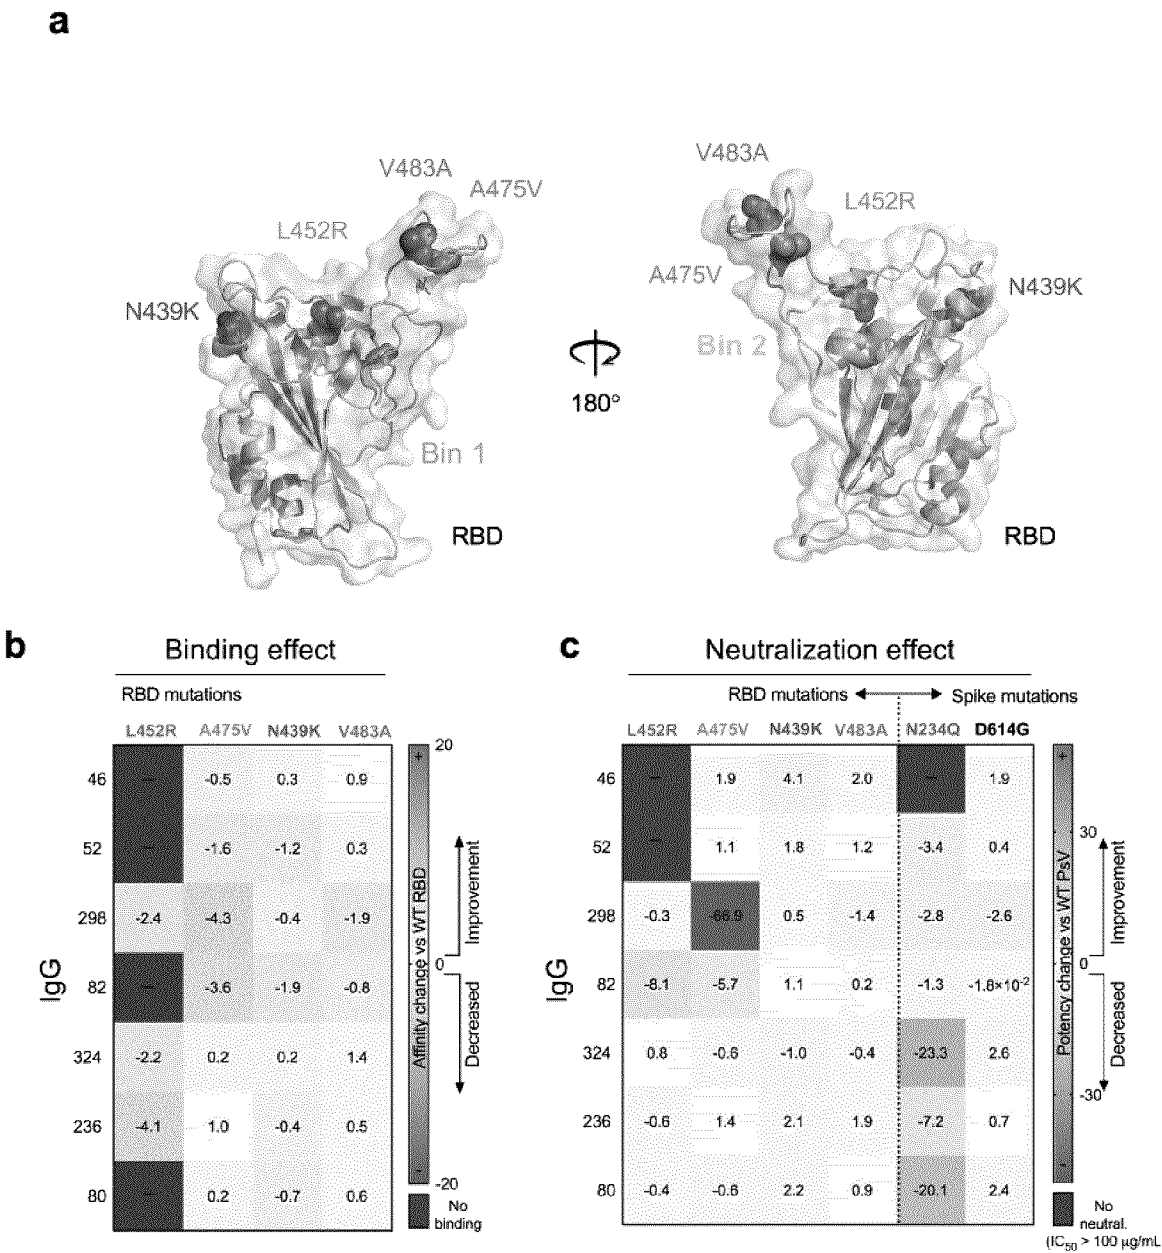 a
V483A
A475V
L452R
N439K
Bin 1
RBD
180°
V483A
L452R
A475V
N439K
Bin 2
RBD
b
Binding effect
RBD mutations
L452R A475V N439K V483A
46 – -0.5 0.3 0.9
52 – -1.6 -1.2 0.3
298 -2.4 -4.3 -0.4 -1.9
82 – -3.6 -1.9 -0.8
324 -2.2 0.2 0.2 1.4
236 -4.1 1.0 -0.4 0.5
80 – 0.2 -0.7 0.6
IgG
20
+
0
-
-20
Affinity change vs WT RBD
Improvement
Decreased
No
binding
c
Neutralization effect
RBD mutations
Spike mutations
L452R A475V N439K V483A N234Q D614G
46 – 1.9 4.1 2.0 – 1.9
52 – 1.1 1.8 1.2 -3.4 0.4
298 -0.3 -66.9 0.5 -1.4 -2.8 -2.6
82 -8.1 -5.7 1.1 0.2 -1.3 -1.8×10⁻²
324 0.8 -0.6 -1.0 -0.4 -23.3 2.6
236 -0.6 1.4 2.1 1.9 -7.2 0.7
80 -0.4 -0.6 2.2 0.9 -20.1 2.4
IgG
+
30
0
-30
-
Potency change vs WT PsV
Improvement
Decreased
No
neutral.
(IC₅₀ > 100 µg/mL